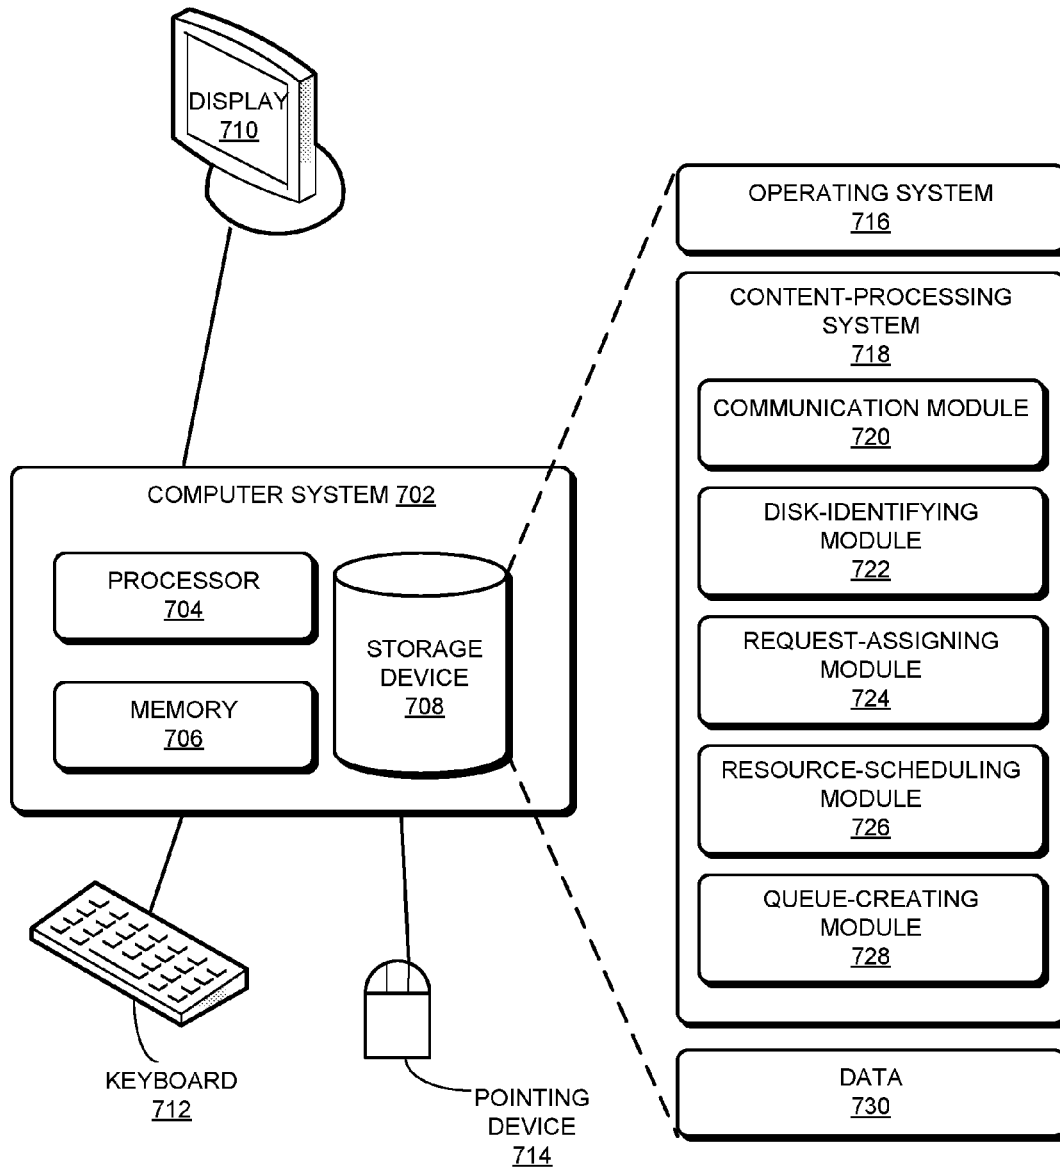 DISPLAY
710
COMPUTER SYSTEM 702
PROCESSOR
704
MEMORY
706
STORAGE
DEVICE
708
KEYBOARD
712
POINTING
DEVICE
714
OPERATING SYSTEM
716
CONTENT-PROCESSING
SYSTEM
718
COMMUNICATION MODULE
720
DISK-IDENTIFYING
MODULE
722
REQUEST-ASSIGNING
MODULE
724
RESOURCE-SCHEDULING
MODULE
726
QUEUE-CREATING
MODULE
728
DATA
730